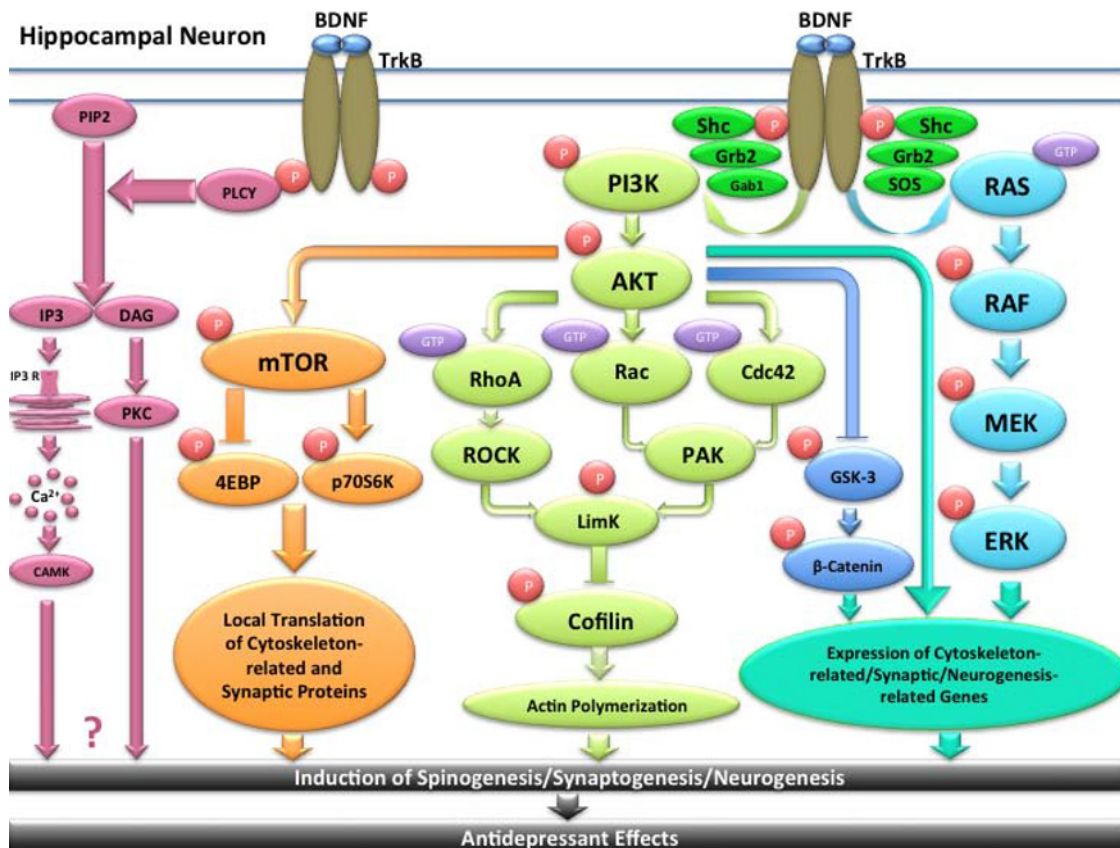 BDNF
BDNF
Hippocampal Neuron
TrkB
TrkB
PIP2
Shc
P
P
Shc
P
Grb2
Grb2
GTP
PLCY
P
P
PI3K
Gab1
SOS
RAS
P
AKT
P
RAF
IP3
DAG
P
mTOR
GTP
RhoA
GTP
Rac
GTP
Cdc42
IP3 R
PKC
P
MEK
P
4EBP
P
p70S6K
ROCK
PAK
P
GSK-3
Ca2+
P
LimK
P
ERK
CAMK
P
β-Catenin
P
Cofilin
Local Translation
of Cytoskeleton-
related and
Synaptic Proteins
Expression of Cytoskeleton-
related/Synaptic/Neurogenesis-
related Genes
Actin Polymerization
?
Induction of Spinogenesis/Synaptogenesis/Neurogenesis
Antidepressant Effects